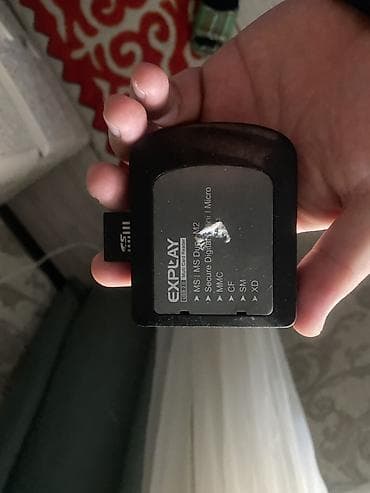 EXPLAY
➤ MS | MS Duo | M2
➤ Secure Digital Mini | Micro
➤ MMC
➤ CF
➤ SM
➤ XD